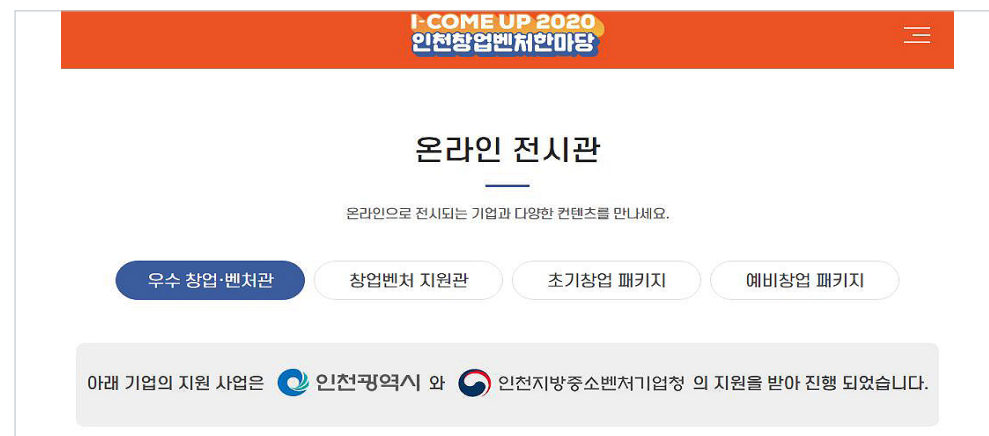 I-COME UP 2020
인천창업벤처한마당
온라인 전시관
온라인으로 전시되는 기업과 다양한 컨텐츠를 만나세요.
우수 창업·벤처관 창업벤처 지원관 초기창업 패키지 예비창업 패키지
아래 기업의 지원 사업은 인천광역시 와 인천지방중소벤처기업청 의 지원을 받아 진행 되었습니다.